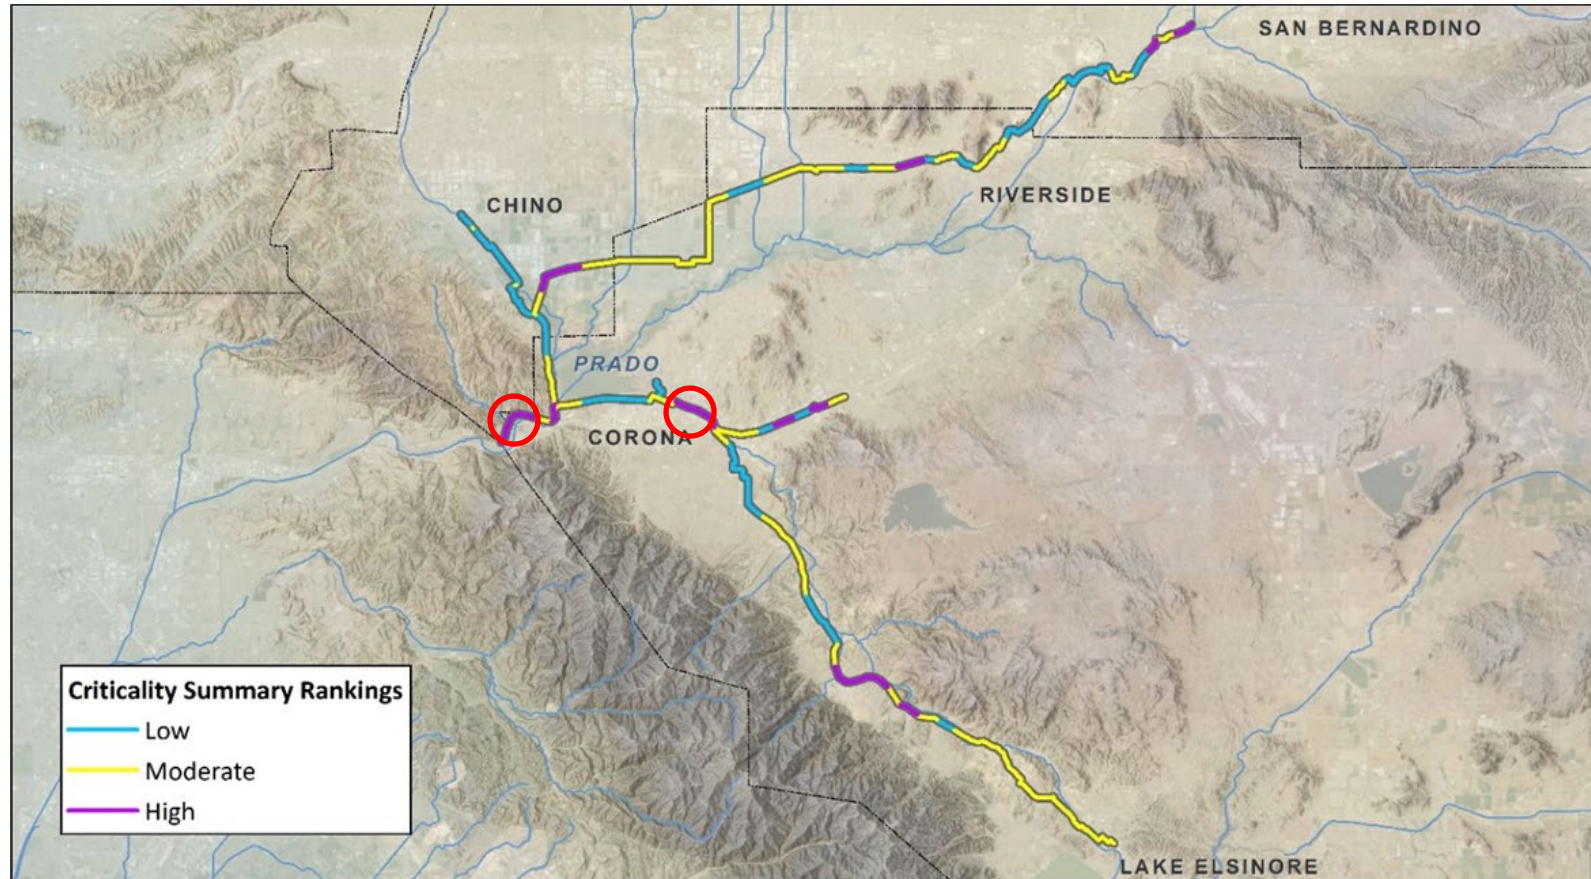 SAN BERNARDINO
RIVERSIDE
CHINO
PRADO
CORONA
Criticality Summary Rankings
Low
Moderate
High
LAKE ELSINORE